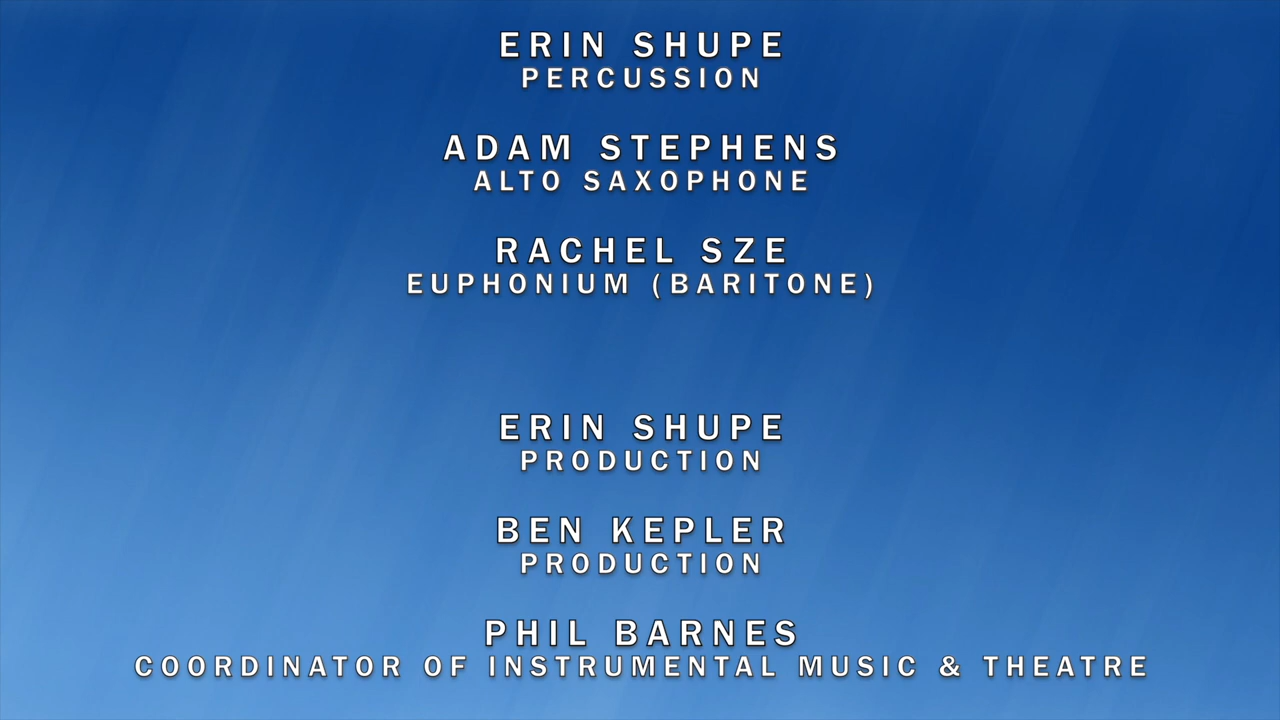 ERIN SHUPE
PERCUSSION
ADAM STEPHENS
ALTO SAXOPHONE
RACHEL SZE
EUPHONIUM (BARITONE)
ERIN SHUPE
PRODUCTION
BEN KEPLER
PRODUCTION
PHIL BARNES
COORDINATOR OF INSTRUMENTAL MUSIC & THEATRE